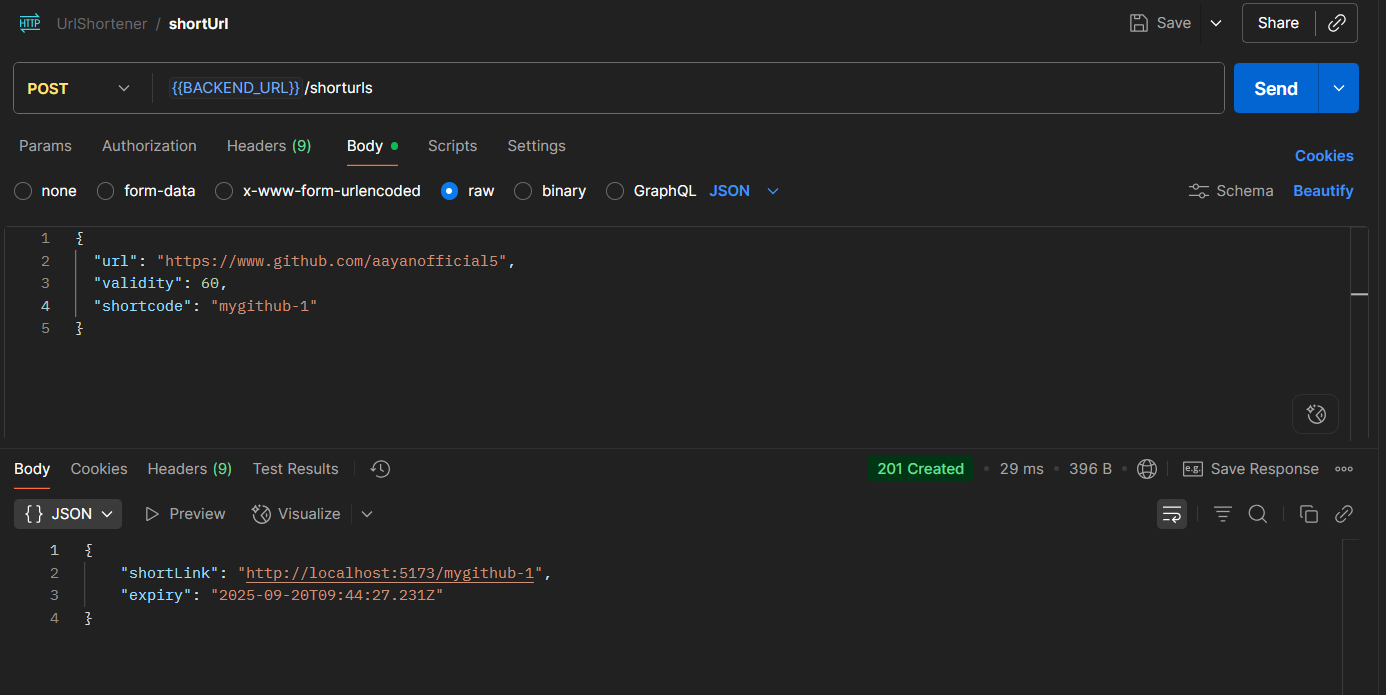 HTTP UrlShortener / shortUrl Save Share
POST {{BACKEND_URL}} /shorturls Send
Params Authorization Headers (9) Body Scripts Settings Cookies
none form-data x-www-form-urlencoded raw binary GraphQL JSON Schema Beautify
1 {
2 "url": "https://www.github.com/aayanofficial5",
3 "validity": 60,
4 "shortcode": "mygithub-1"
5 }
Body Cookies Headers (9) Test Results 201 Created • 29 ms • 396 B • e.g. Save Response
{} JSON Preview Visualize
1 {
2 "shortLink": "http://localhost:5173/mygithub-1",
3 "expiry": "2025-09-20T09:44:27.231Z"
4 }